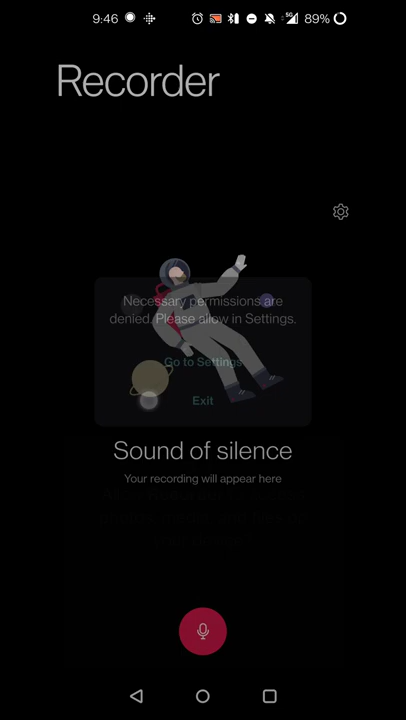 9:46
5G
89%
Recorder
Necessary permissions are
denied. Please allow in Settings.
Go to Settings
Exit
Sound of silence
Your recording will appear here